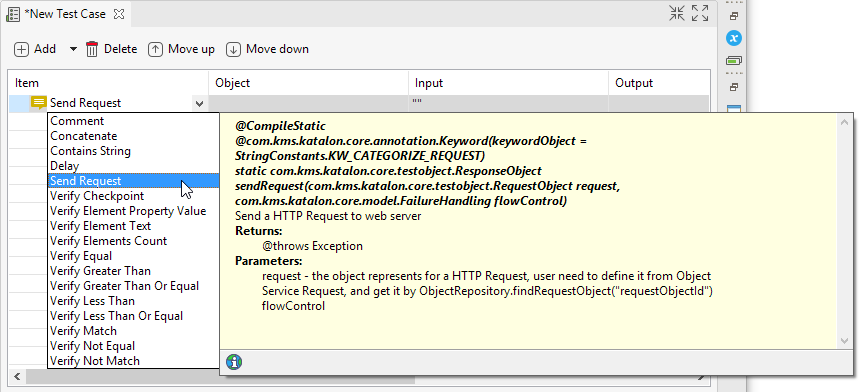 *New Test Case
Add Delete Move up Move down
Item Object Input Output
Send Request ""
Comment
Concatenate
Contains String
Delay
Send Request
Verify Checkpoint
Verify Element Property Value
Verify Element Text
Verify Elements Count
Verify Equal
Verify Greater Than
Verify Greater Than Or Equal
Verify Less Than
Verify Less Than Or Equal
Verify Match
Verify Not Equal
Verify Not Match
@CompileStatic
@com.kms.katalon.core.annotation.Keyword(keywordObject =
StringConstants.KW_CATEGORIZE_REQUEST)
static com.kms.katalon.core.testobject.ResponseObject
sendRequest(com.kms.katalon.core.testobject.RequestObject request,
com.kms.katalon.core.model.FailureHandling flowControl)
Send a HTTP Request to web server
Returns:
@throws Exception
Parameters:
request - the object represents for a HTTP Request, user need to define it from Object
Service Request, and get it by ObjectRepository.findRequestObject("requestObjectId")
flowControl